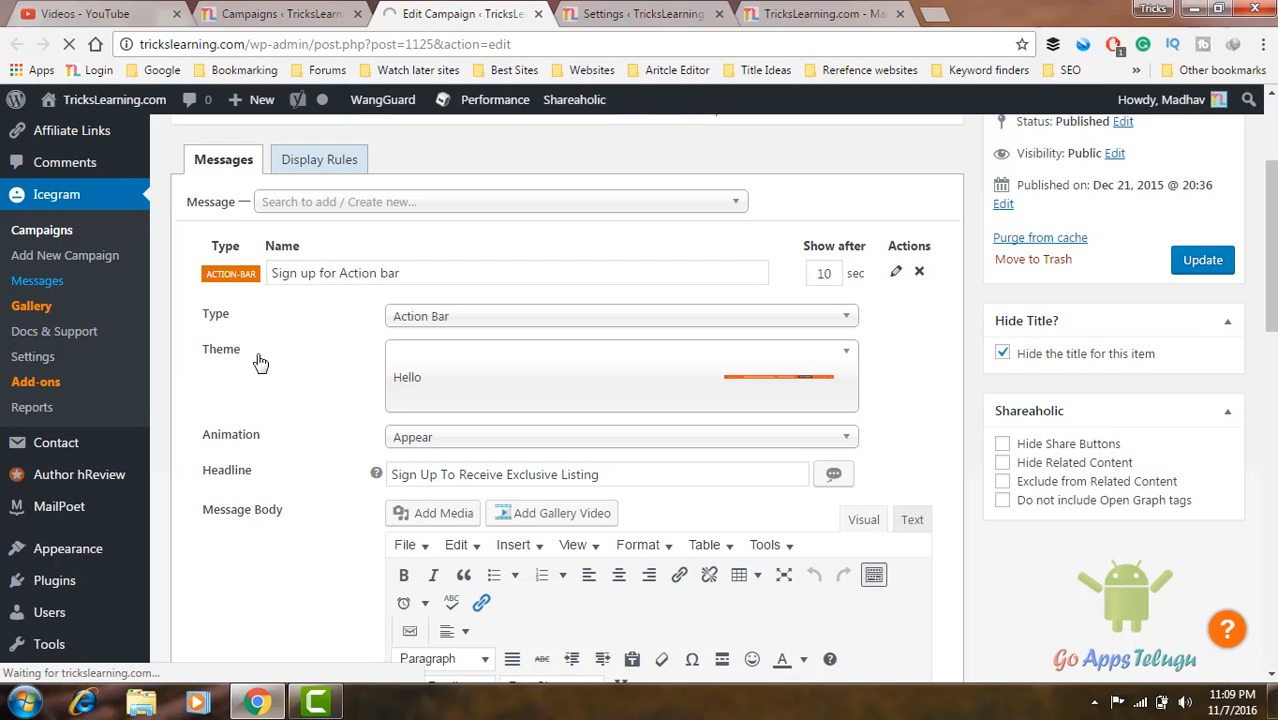 Videos - YouTube
Campaigns ‹ TricksLearning
Edit Campaign ‹ TricksLe
Settings ‹ TricksLearning
TricksLearning.com - Ma
Tricks
trickslearning.com/wp-admin/post.php?post=1125&action=edit
Apps
Login
Google
Bookmarking
Forums
Watch later sites
Best Sites
Websites
Aritcle Editor
Title Ideas
Rerefence websites
Keyword finders
SEO
»
Other bookmarks
TricksLearning.com
0
New
WangGuard
Performance
Shareaholic
Howdy, Madhav
Affiliate Links
Comments
Icegram
Campaigns
Add New Campaign
Messages
Gallery
Docs & Support
Settings
Add-ons
Reports
Contact
Author hReview
MailPoet
Appearance
Plugins
Users
Tools
Messages
Display Rules
Message — Search to add / Create new...
Type
Name
Show after
Actions
ACTION-BAR
Sign up for Action bar
10 sec
Type
Action Bar
Theme
Hello
Animation
Appear
Headline
Sign Up To Receive Exclusive Listing
Message Body
Add Media
Add Gallery Video
Visual
Text
File
Edit
Insert
View
Format
Table
Tools
B
I
ABC
Paragraph
ABC
Ω
A
Status: Published Edit
Visibility: Public Edit
Published on: Dec 21, 2015 @ 20:36
Edit
Purge from cache
Move to Trash
Update
Hide Title?
Hide the title for this item
Shareaholic
Hide Share Buttons
Hide Related Content
Exclude from Related Content
Do not include Open Graph tags
Go Apps Telugu
?
Waiting for trickslearning.com...
11:09 PM
11/7/2016